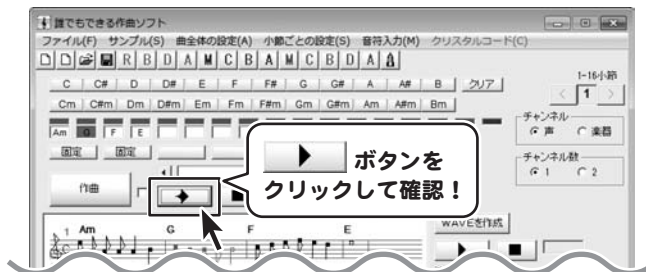 誰でもできる作曲ソフト
ファイル(F) サンプル(S) 曲全体の設定(A) 小節ごとの設定(S) 音符入力(M) クリスタルコード(C)
R B D A M C B A M C B D A
C C# D D# E F F# G G# A A# B クリア
1-16小節
1
Cm C#m Dm D#m Em Fm F#m Gm G#m Am A#m Bm
チャンネル
声 楽器
Am G F E
固定 固定
チャンネル数
1 2
作曲
ボタンを
クリックして確認！
WAVEを作成
1 Am G F E